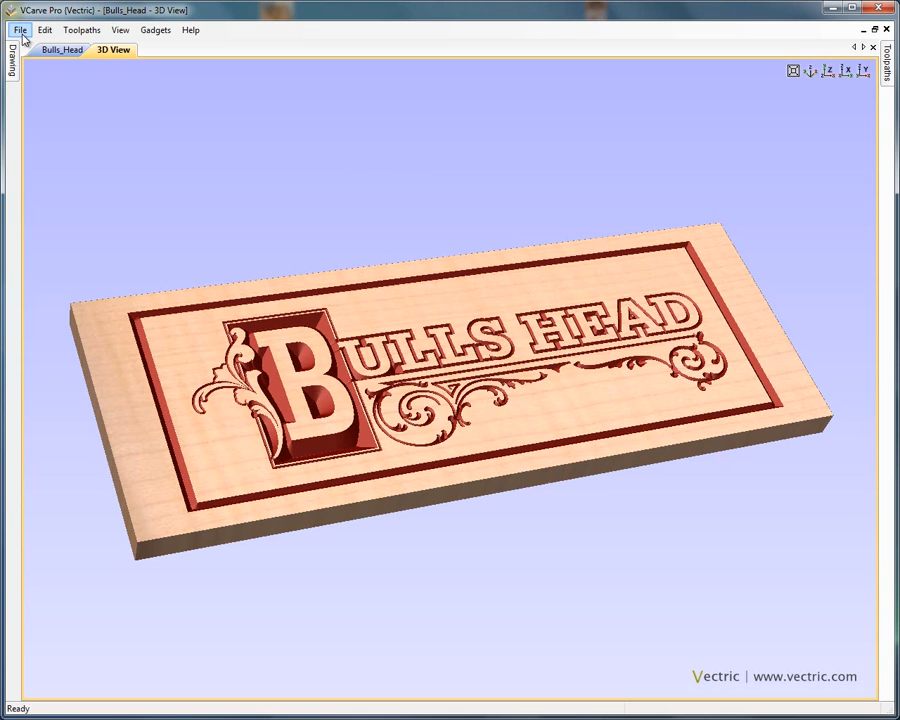 VCarve Pro (Vectric) - [Bulls_Head - 3D View]
File Edit Toolpaths View Gadgets Help
Bulls_Head 3D View
Drawing
Toolpaths
Z X Y
BULLS HEAD
Vectric | www.vectric.com
Ready